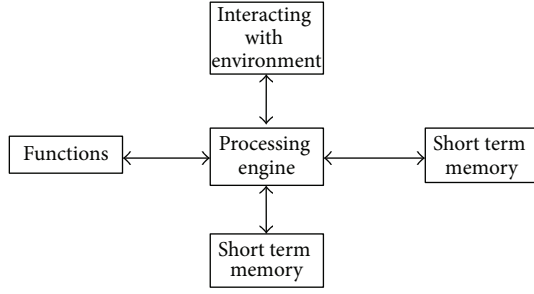 Interacting
with
environment
Functions
Processing
engine
Short term
memory
Short term
memory